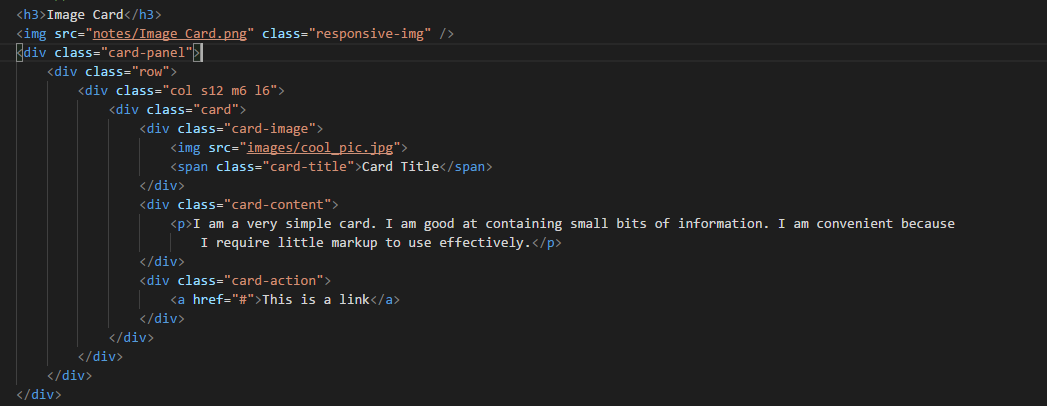 <h3>Image Card</h3>
<img src="notes/Image Card.png" class="responsive-img" />
<div class="card-panel">
    <div class="row">
        <div class="col s12 m6 l6">
            <div class="card">
                <div class="card-image">
                    <img src="images/cool_pic.jpg">
                    <span class="card-title">Card Title</span>
                </div>
                <div class="card-content">
                    <p>I am a very simple card. I am good at containing small bits of information. I am convenient because
                        I require little markup to use effectively.</p>
                </div>
                <div class="card-action">
                    <a href="#">This is a link</a>
                </div>
            </div>
        </div>
    </div>
</div>